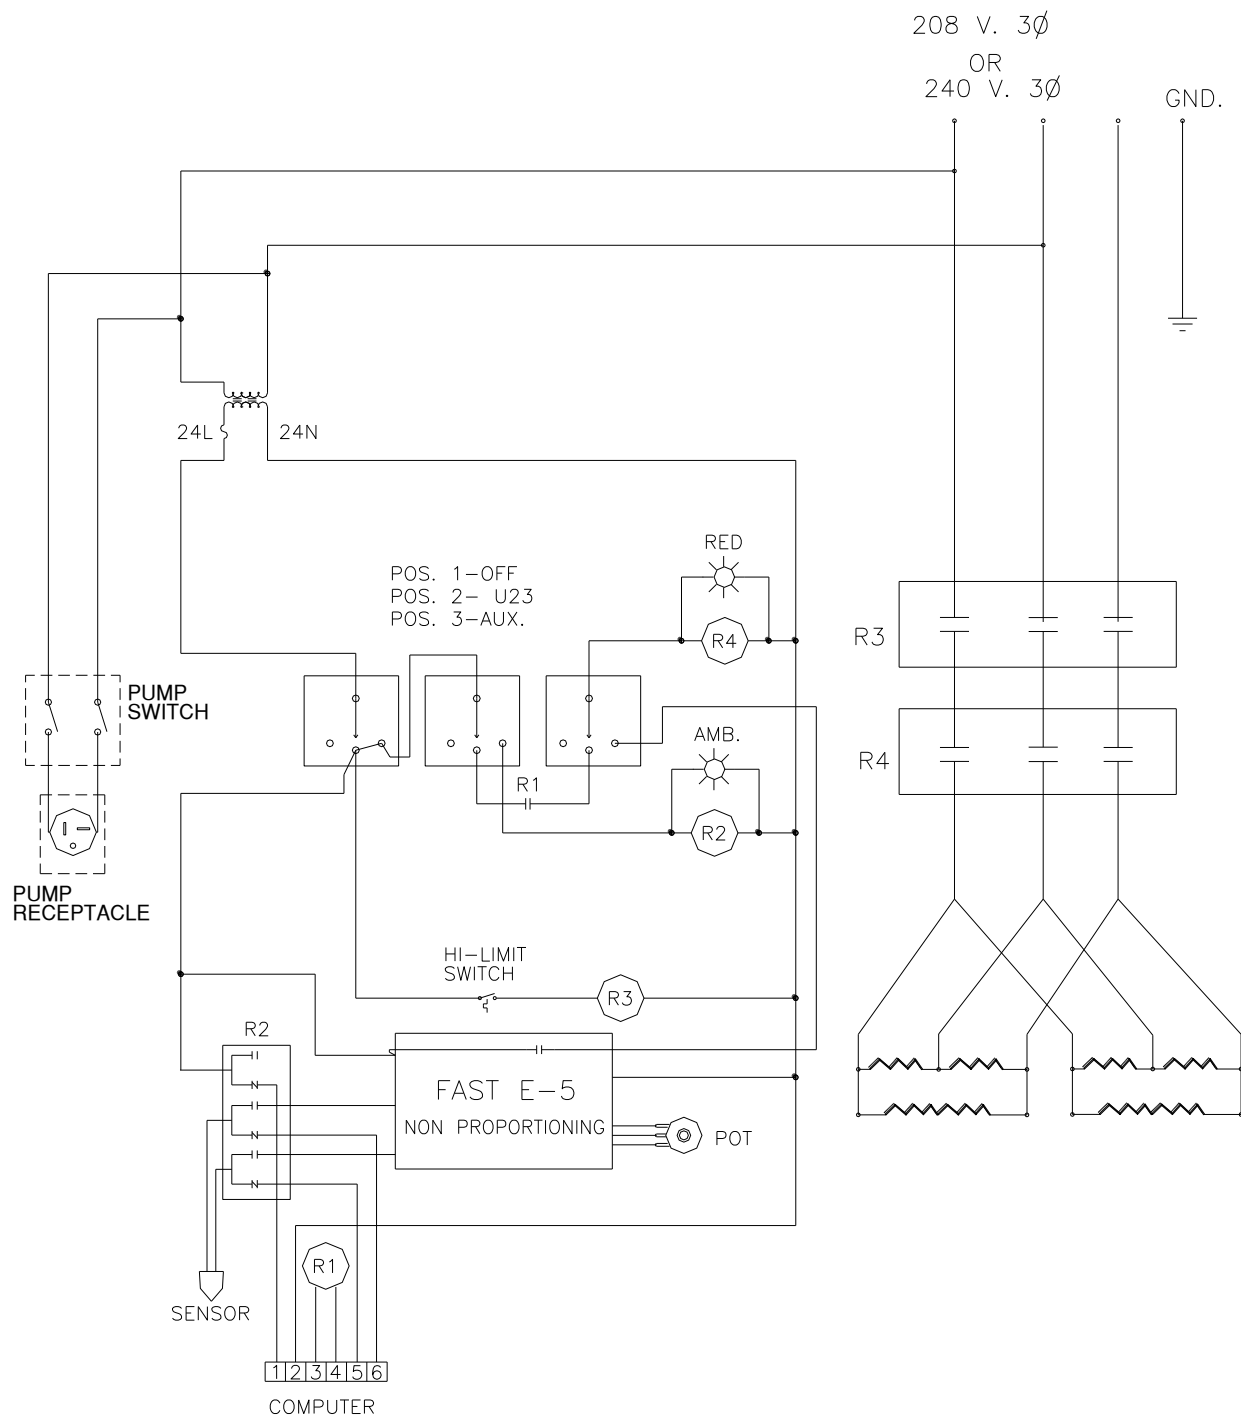 208 V. 3Ø
OR
240 V. 3Ø
GND.
24L
24N
RED
POS. 1-OFF
POS. 2- U23
POS. 3-AUX.
R4
R3
PUMP
SWITCH
AMB.
R4
R1
R2
PUMP
RECEPTACLE
HI-LIMIT
SWITCH
R3
R2
FAST E-5
NON PROPORTIONING
POT
R1
SENSOR
1 2 3 4 5 6
COMPUTER